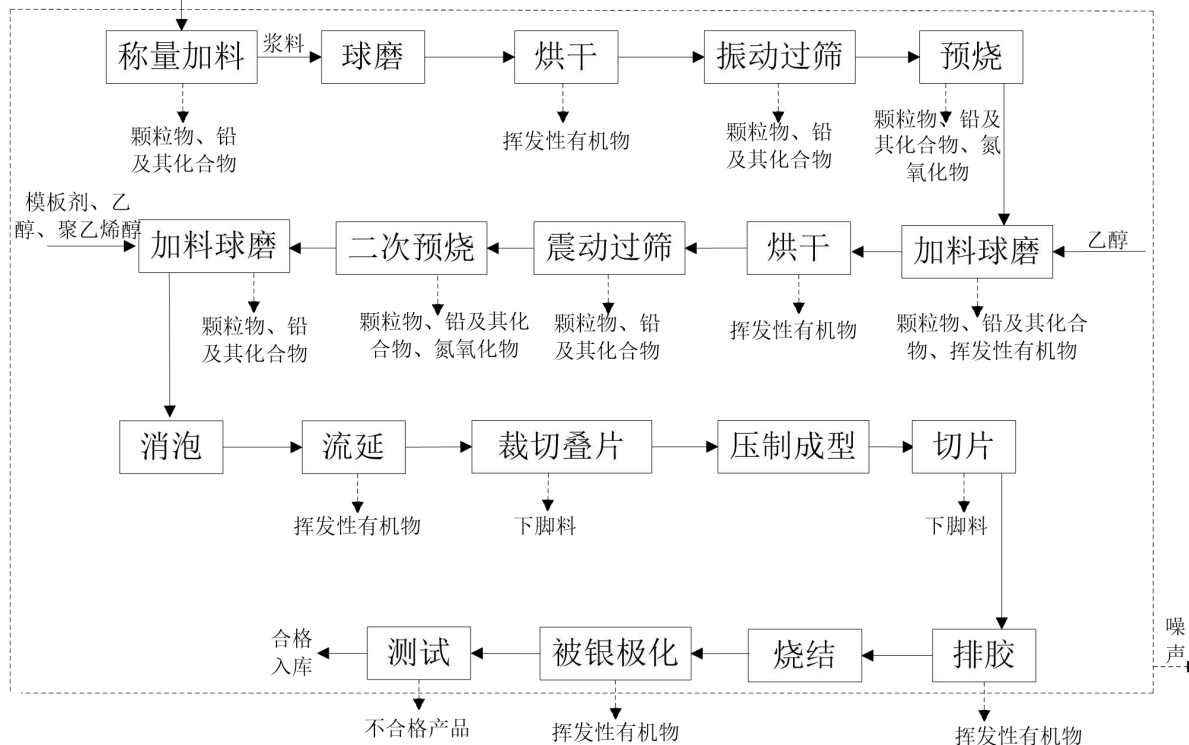 称量加料
浆料
球磨
烘干
振动过筛
预烧
颗粒物、铅
及其化合物
挥发性有机物
颗粒物、铅
及其化合物
颗粒物、铅及
其化合物、氮
氧化物
模板剂、乙
醇、聚乙烯醇
加料球磨
二次预烧
震动过筛
烘干
加料球磨
乙醇
颗粒物、铅
及其化合物
颗粒物、铅及其化
合物、氮氧化物
颗粒物、铅
及其化合物
挥发性有机物
颗粒物、铅及其化合
物、挥发性有机物
消泡
流延
裁切叠片
压制成型
切片
挥发性有机物
下脚料
下脚料
合格
入库
测试
被银极化
烧结
排胶
噪
声
不合格产品
挥发性有机物
挥发性有机物